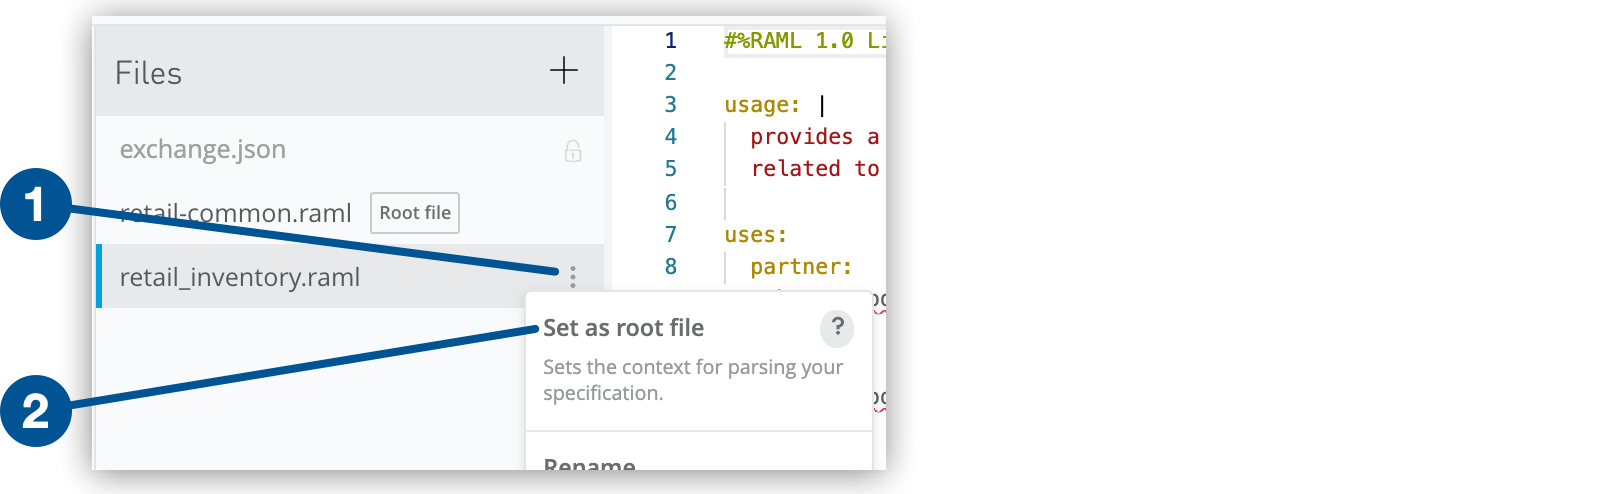 Files
exchange.json
retail-common.raml Root file
retail_inventory.raml
1
2
Set as root file ?
Sets the context for parsing your
specification.
Rename
1 #%RAML 1.0
2
3 usage: |
4 provides a
5 related to
6
7 uses:
8 partner: